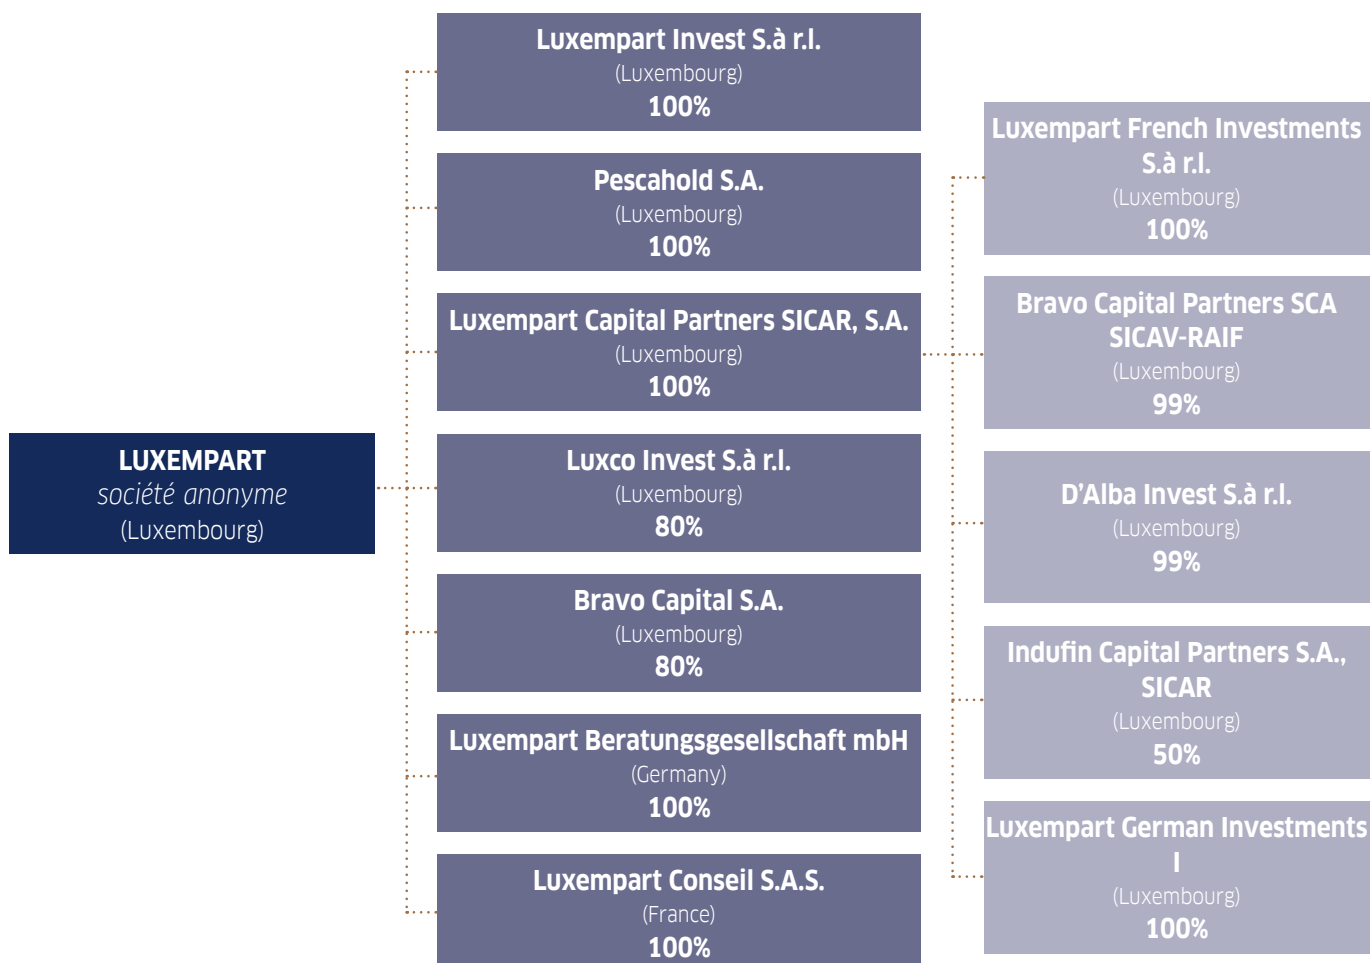 LUXEMPART
société anonyme
(Luxembourg)
Luxempart Invest S.à r.l.
(Luxembourg)
100%
Pescahold S.A.
(Luxembourg)
100%
Luxempart Capital Partners SICAR, S.A.
(Luxembourg)
100%
Luxco Invest S.à r.l.
(Luxembourg)
80%
Bravo Capital S.A.
(Luxembourg)
80%
Luxempart Beratungsgesellschaft mbH
(Germany)
100%
Luxempart Conseil S.A.S.
(France)
100%
Luxempart French Investments
S.à r.l.
(Luxembourg)
100%
Bravo Capital Partners SCA
SICAV-RAIF
(Luxembourg)
99%
D’Alba Invest S.à r.l.
(Luxembourg)
99%
Indufin Capital Partners S.A.,
SICAR
(Luxembourg)
50%
Luxempart German Investments
I
(Luxembourg)
100%